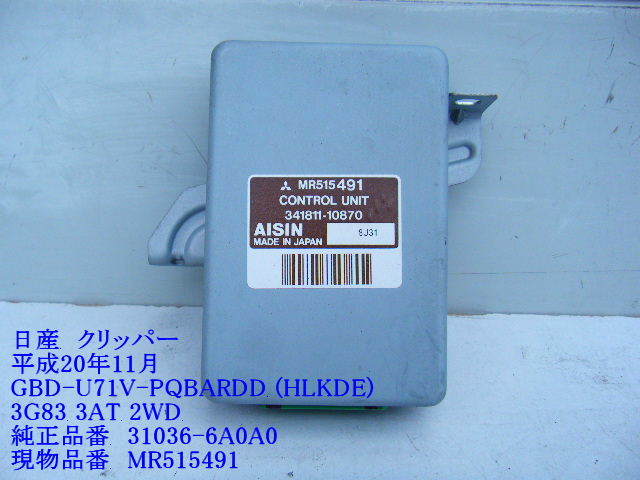 MR515491
CONTROL UNIT
341811-10870
AISIN
MADE IN JAPAN
8J31
日産 クリッパー
平成20年11月
GBD-U71V-PQBARDD (HLKDE)
3G83 3AT 2WD
純正品番 31036-6A0A0
現物品番 MR515491